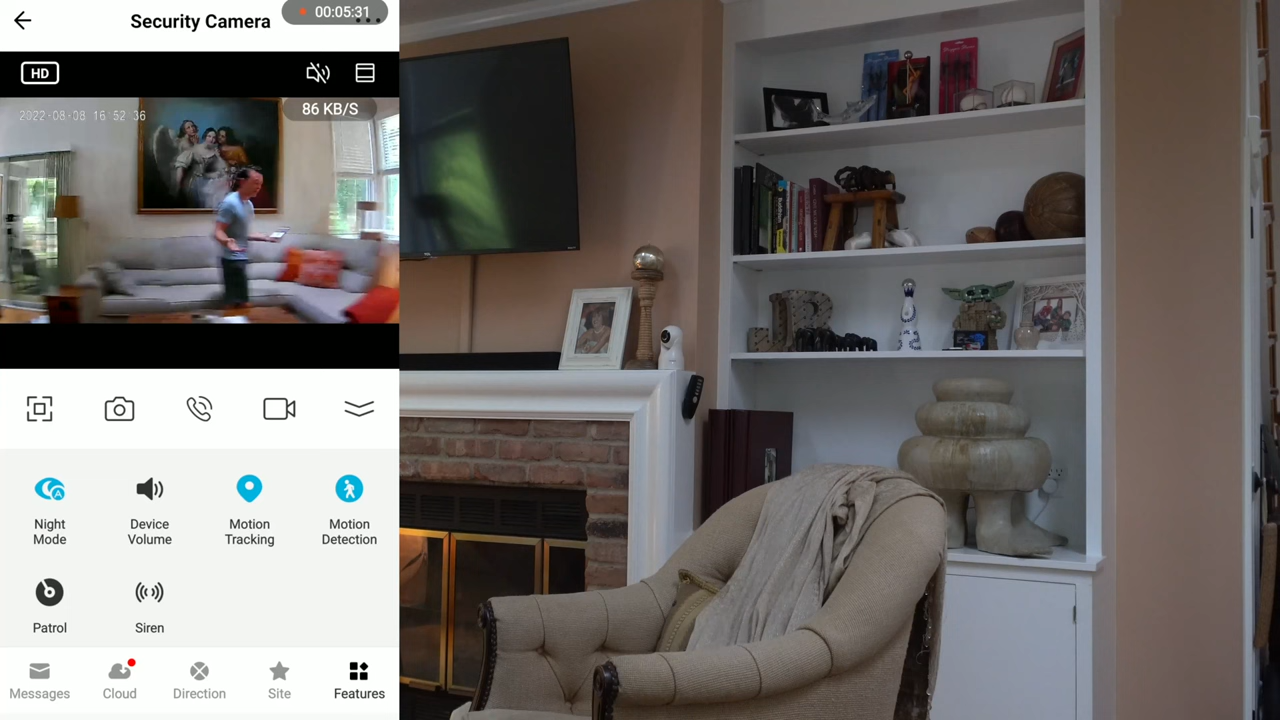 Security Camera
00:05:31
HD
2022-08-08 16 52 36
86 KB/S
Night
Mode
Device
Volume
Motion
Tracking
Motion
Detection
Patrol
Siren
Messages
Cloud
Direction
Site
Features